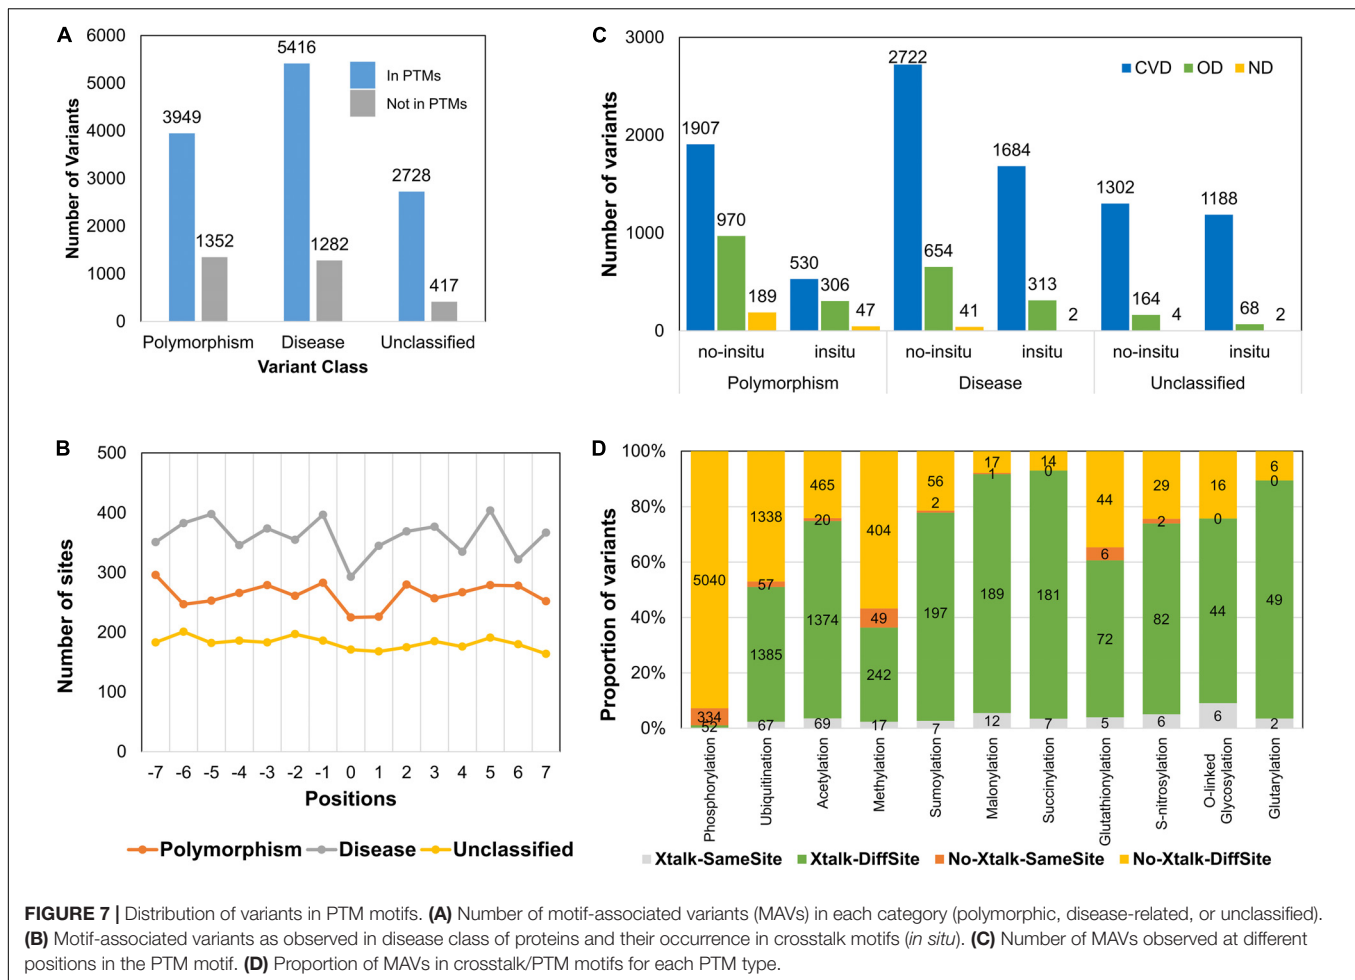 A
6000
5000
4000
3000
2000
1000
0
Number of Variants
3949
1352
5416
1282
2728
417
In PTMs
Not in PTMs
Polymorphism
Disease
Unclassified
Variant Class
C
3000
2000
1000
0
Number of variants
CVD
OD
ND
1907
970
189
530
306
47
2722
654
41
1684
313
2
1302
164
4
1188
68
2
no-insitu
insitu
no-insitu
insitu
no-insitu
insitu
Polymorphism
Disease
Unclassified
B
500
400
300
200
100
0
Number of sites
-7 -6 -5 -4 -3 -2 -1 0 1 2 3 4 5 6 7
Positions
Polymorphism
Disease
Unclassified
D
100%
80%
60%
40%
20%
0%
Proportion of variants
5040
334
52
1338
57
1385
67
465
20
1374
69
404
49
242
17
56
2
197
7
17
1
189
12
14
0
181
7
44
6
72
5
29
2
82
6
16
0
44
6
6
0
49
2
Phosphorylation
Ubiquitination
Acetylation
Methylation
Sumoylation
Malonylation
Succinylation
Glutathionylation
S-nitrosylation
O-linked
Glycosylation
Glutarylation
Xtalk-SameSite
Xtalk-DiffSite
No-Xtalk-SameSite
No-Xtalk-DiffSite
FIGURE 7 | Distribution of variants in PTM motifs. (A) Number of motif-associated variants (MAVs) in each category (polymorphic, disease-related, or unclassified).
(B) Motif-associated variants as observed in disease class of proteins and their occurrence in crosstalk motifs (in situ). (C) Number of MAVs observed at different
positions in the PTM motif. (D) Proportion of MAVs in crosstalk/PTM motifs for each PTM type.